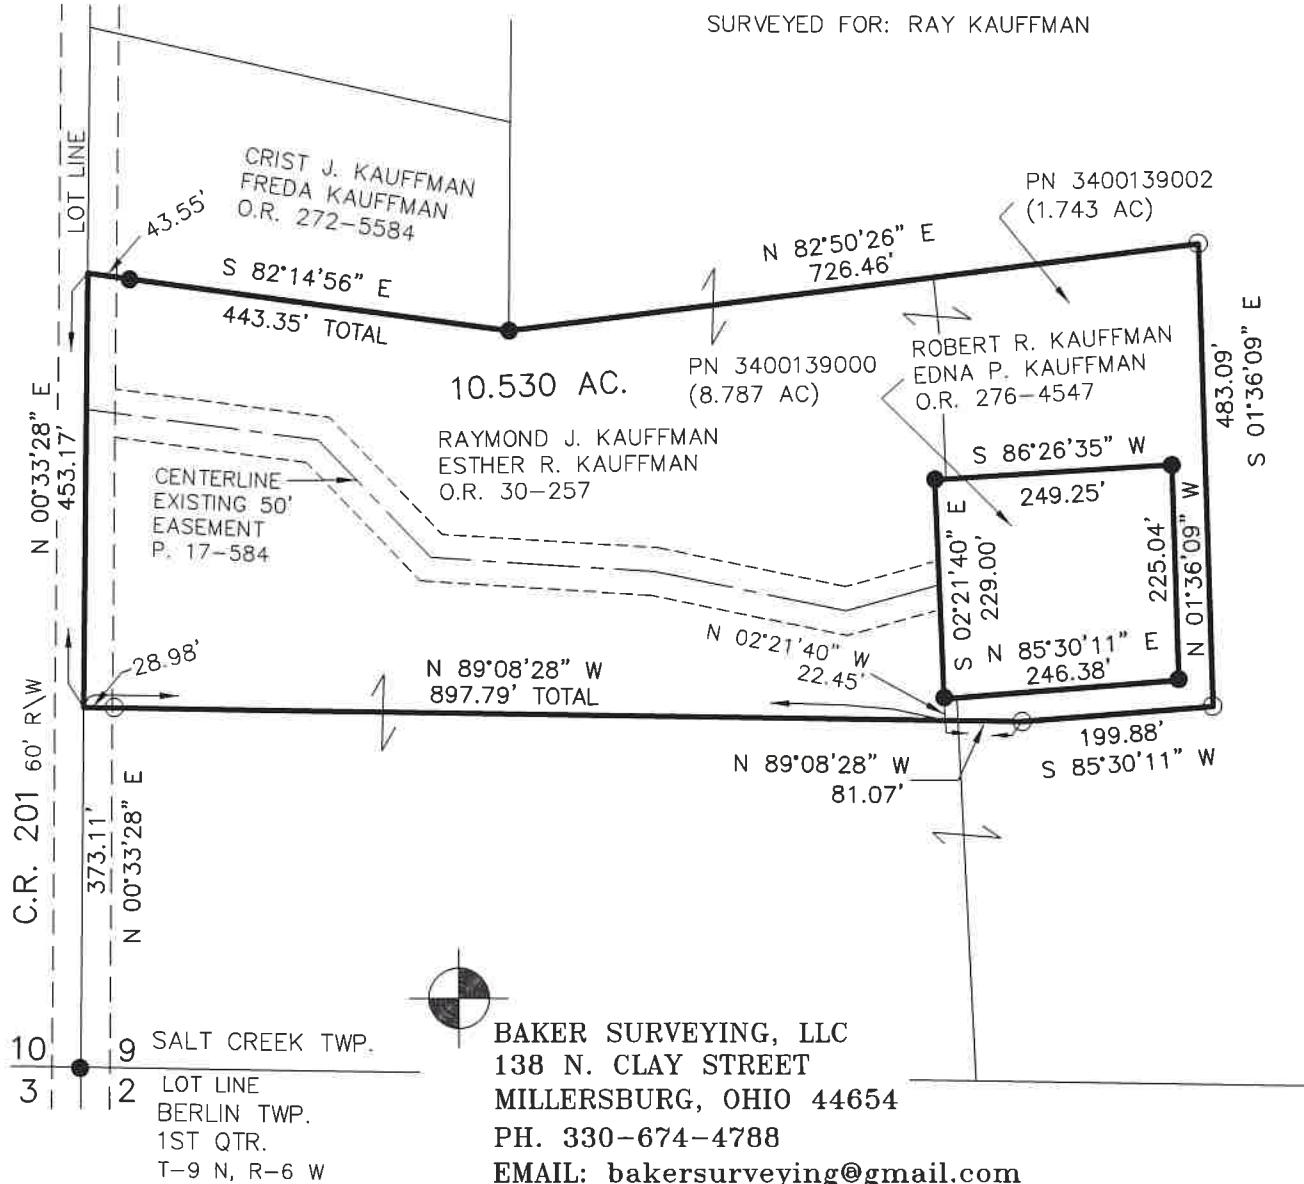 SURVEYED FOR: RAY KAUFFMAN
LOT LINE
CRIST J. KAUFFMAN
FREDA KAUFFMAN
O.R. 272-5584
43.55'
S 82°14'56" E
443.35' TOTAL
N 82°50'26" E
726.46'
PN 3400139002
(1.743 AC)
PN 3400139000
(8.787 AC)
ROBERT R. KAUFFMAN
EDNA P. KAUFFMAN
O.R. 276-4547
483.09'
S 01°36'09" E
10.530 AC.
RAYMOND J. KAUFFMAN
ESTHER R. KAUFFMAN
O.R. 30-257
N 00°33'28" E
453.17'
CENTERLINE
EXISTING 50'
EASEMENT
P. 17-584
S 86°26'35" W
249.25'
S 02°21'40" E
229.00'
225.04'
N 01°36'09" W
N 85°30'11" E
246.38'
N 02°21'40" W
22.45'
28.98'
N 89°08'28" W
897.79' TOTAL
N 89°08'28" W
81.07'
199.88'
S 85°30'11" W
C.R. 201 60' R\W
373.11'
N 00°33'28" E
10 9 SALT CREEK TWP.
3 2 LOT LINE
BERLIN TWP.
1ST QTR.
T-9 N, R-6 W
BAKER SURVEYING, LLC
138 N. CLAY STREET
MILLERSBURG, OHIO 44654
PH. 330-674-4788
EMAIL: bakersurveying@gmail.com